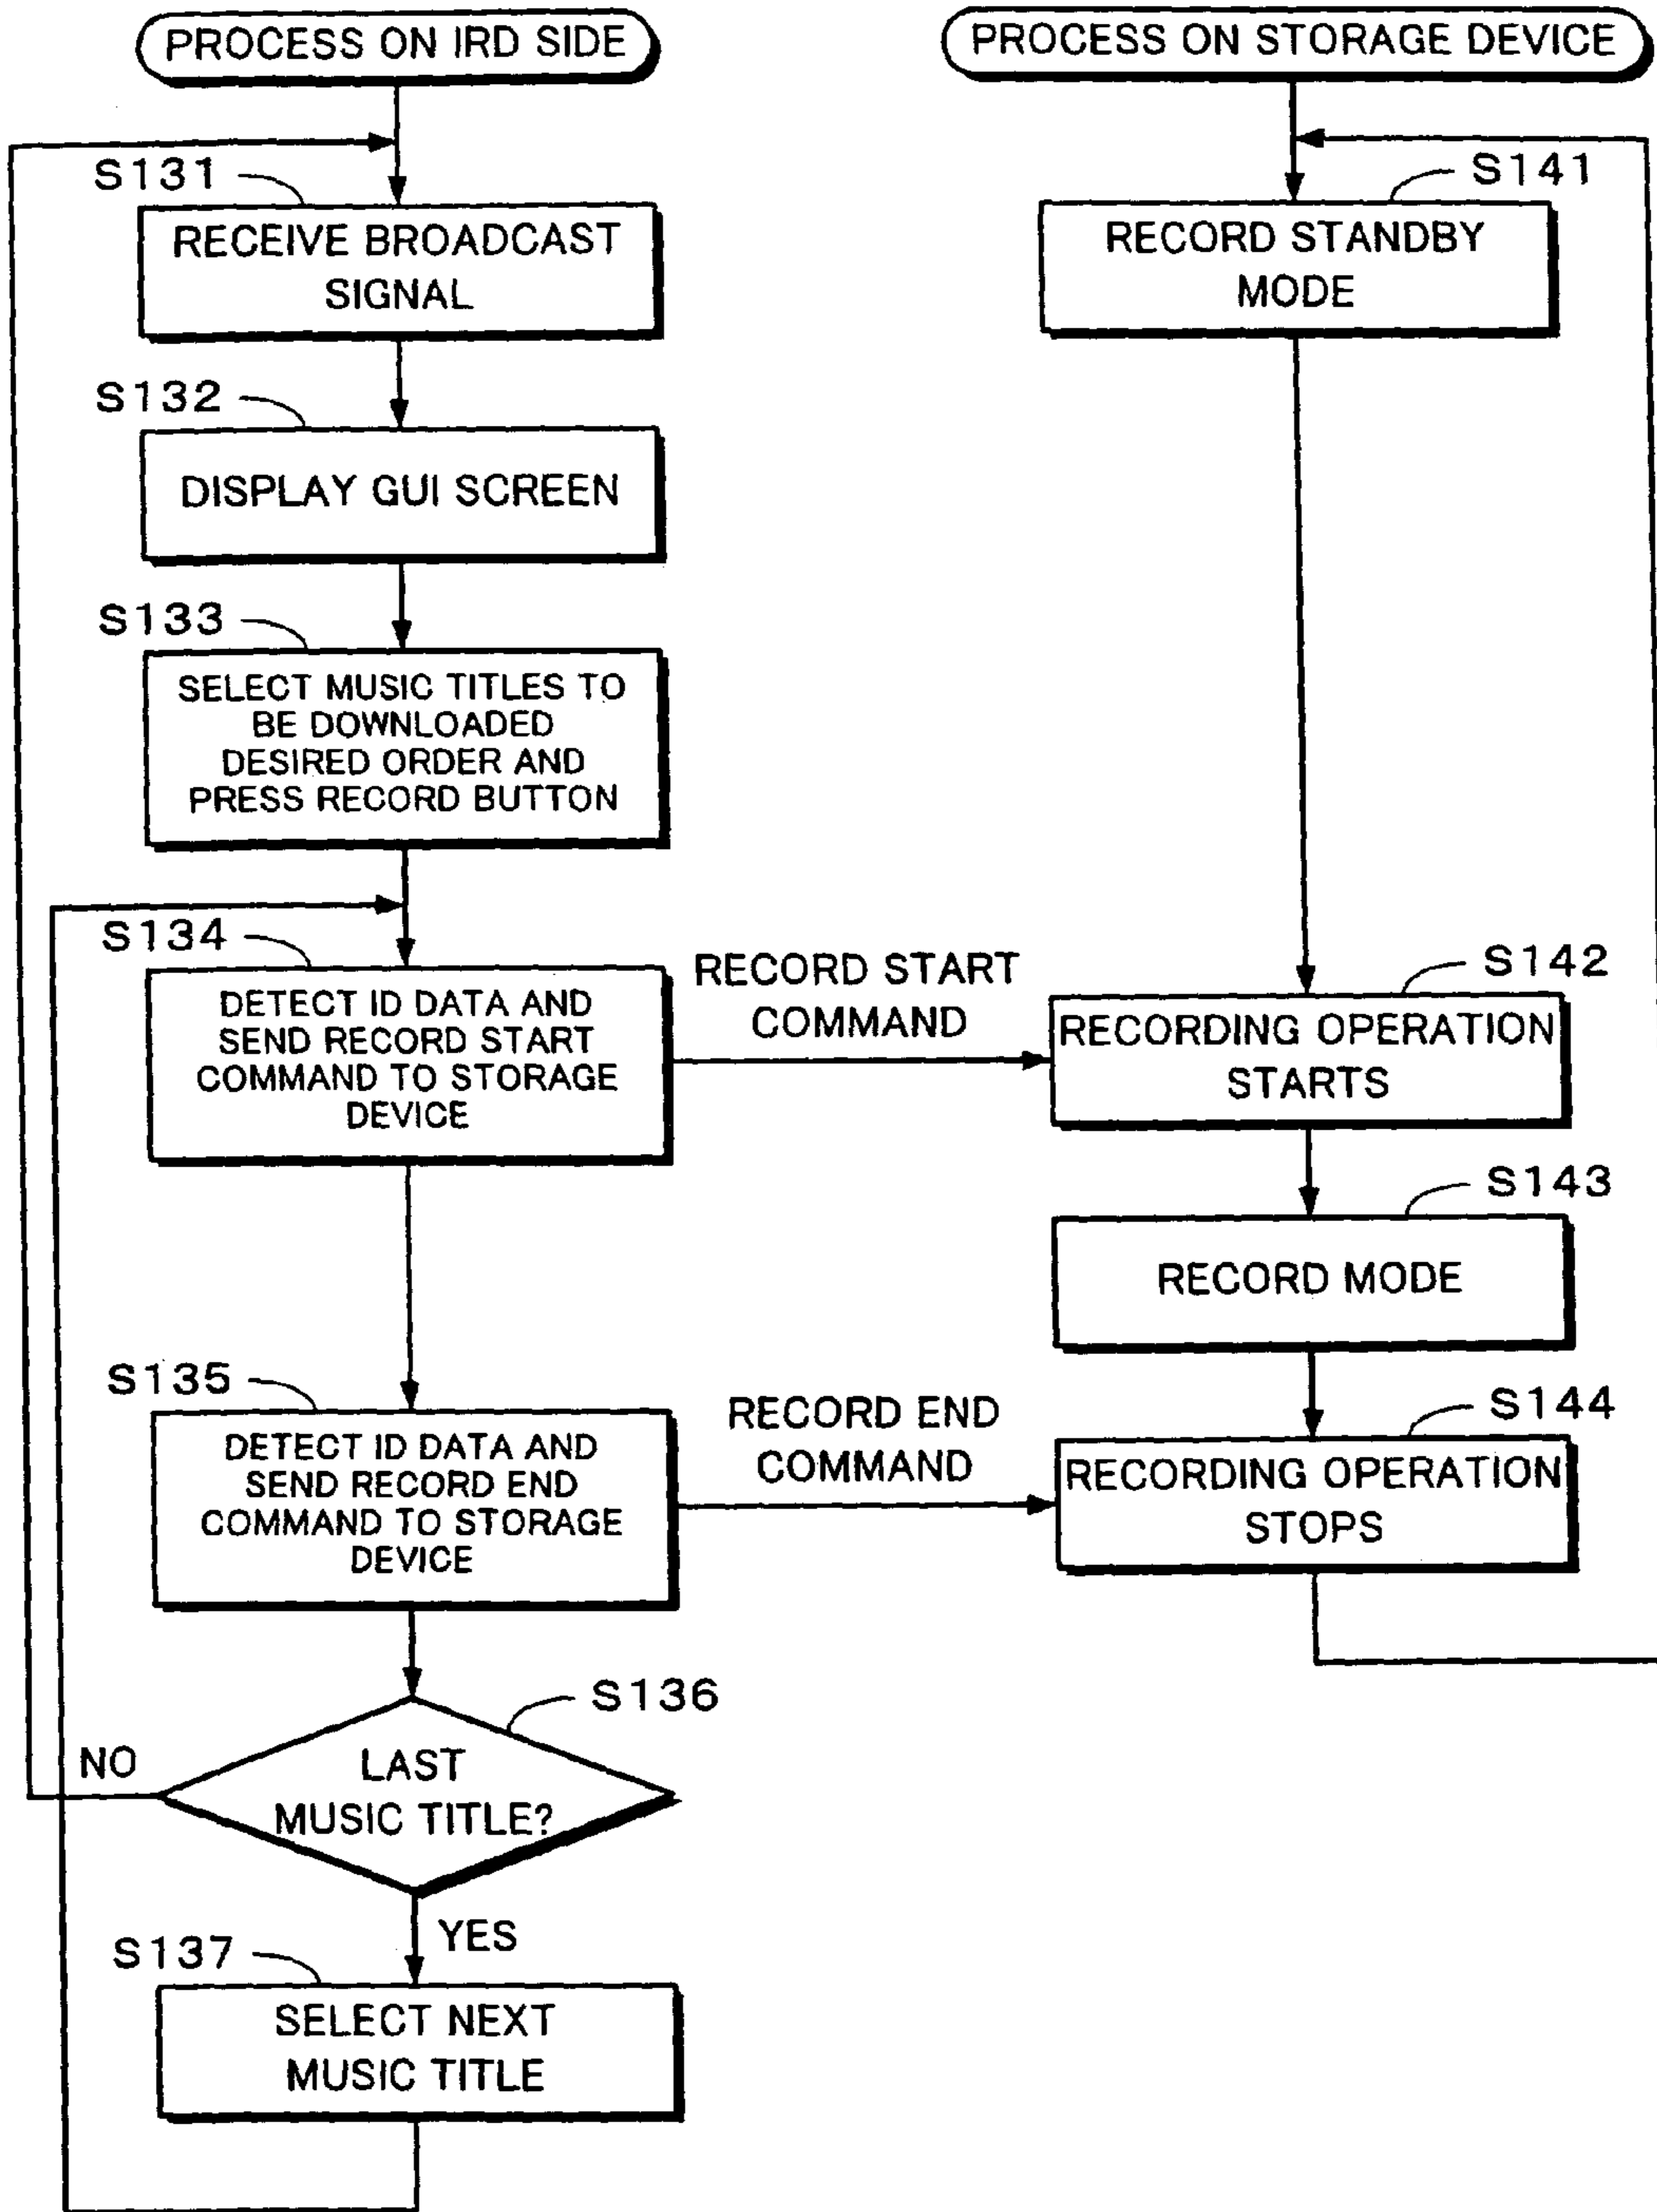 PROCESS ON IRD SIDE
S131
RECEIVE BROADCAST
SIGNAL
S132
DISPLAY GUI SCREEN
S133
SELECT MUSIC TITLES TO
BE DOWNLOADED
DESIRED ORDER AND
PRESS RECORD BUTTON
S134
DETECT ID DATA AND
SEND RECORD START
COMMAND TO STORAGE
DEVICE
RECORD START
COMMAND
S135
DETECT ID DATA AND
SEND RECORD END
COMMAND TO STORAGE
DEVICE
RECORD END
COMMAND
S136
LAST
MUSIC TITLE?
NO
YES
S137
SELECT NEXT
MUSIC TITLE
PROCESS ON STORAGE DEVICE
S141
RECORD STANDBY
MODE
S142
RECORDING OPERATION
STARTS
S143
RECORD MODE
S144
RECORDING OPERATION
STOPS